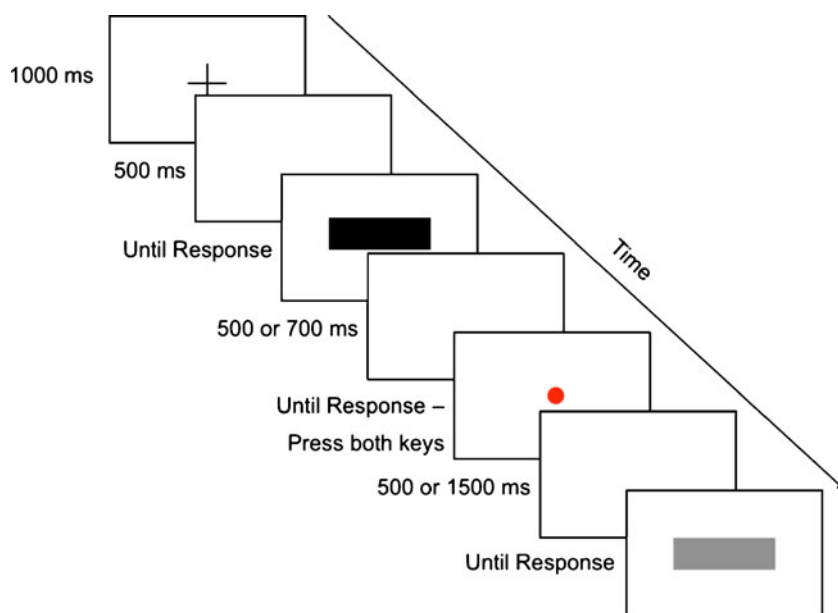 1000 ms
500 ms
Until Response
Time
500 or 700 ms
Until Response –
Press both keys
500 or 1500 ms
Until Response